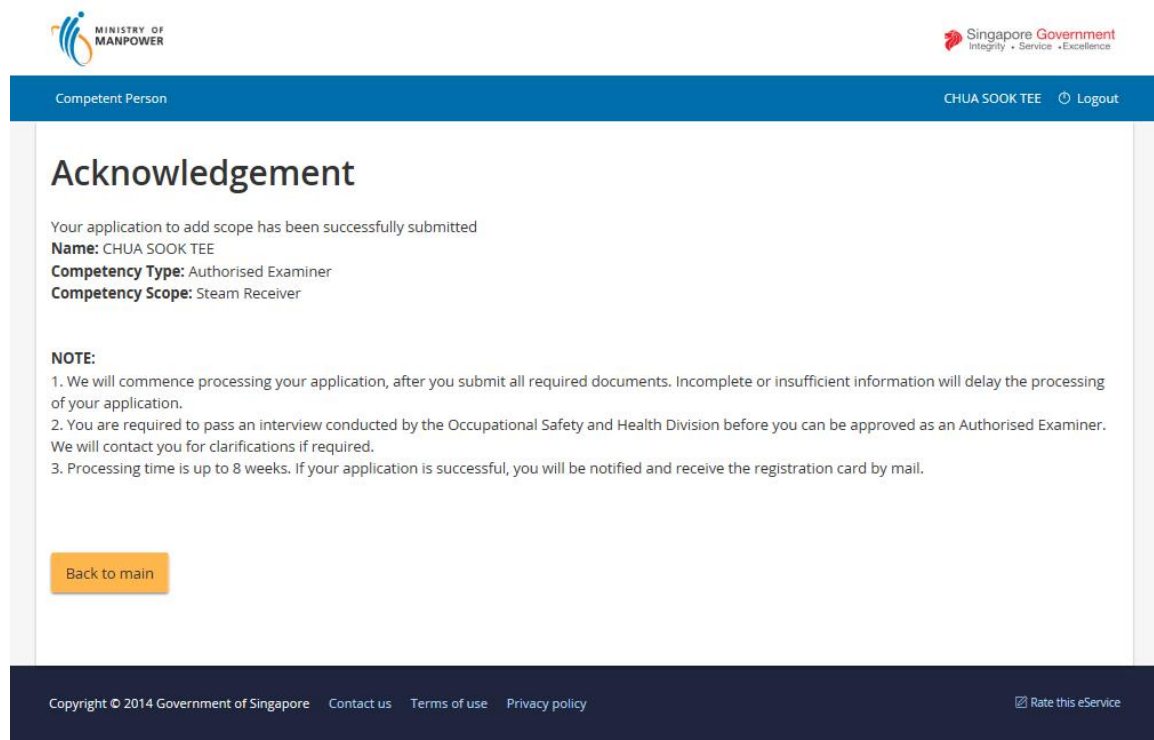 MINISTRY OF
MANPOWER
Singapore Government
Integrity • Service • Excellence
Competent Person
CHUA SOOK TEE Logout
Acknowledgement
Your application to add scope has been successfully submitted
Name: CHUA SOOK TEE
Competency Type: Authorised Examiner
Competency Scope: Steam Receiver
NOTE:
1. We will commence processing your application, after you submit all required documents. Incomplete or insufficient information will delay the processing
of your application.
2. You are required to pass an interview conducted by the Occupational Safety and Health Division before you can be approved as an Authorised Examiner.
We will contact you for clarifications if required.
3. Processing time is up to 8 weeks. If your application is successful, you will be notified and receive the registration card by mail.
Back to main
Copyright © 2014 Government of Singapore Contact us Terms of use Privacy policy
Rate this eService